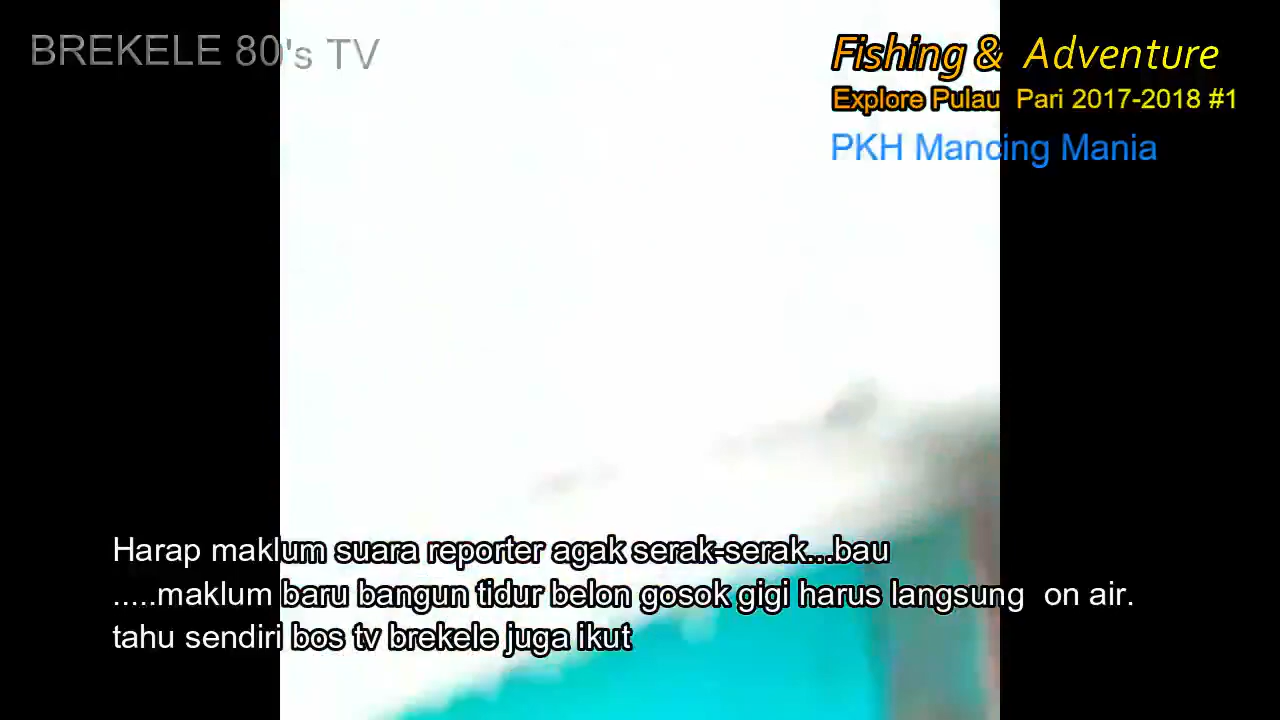 BREKELE 80's TV
Fishing & Adventure
Explore Pulau Pari 2017-2018 #1
PKH Mancing Mania
Harap maklum suara reporter agak serak-serak...bau
.....maklum baru bangun tidur belon gosok gigi harus langsung on air.
tahu sendiri bos tv brekele juga ikut